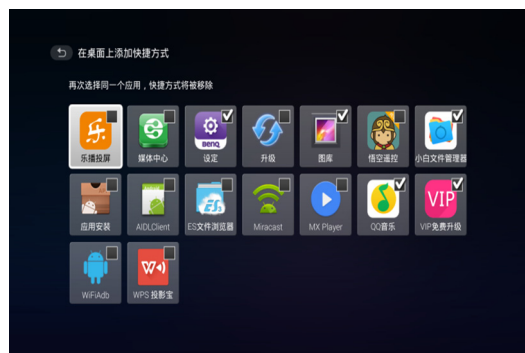 在桌面上添加快捷方式
再次选择同一个应用，快捷方式将被移除
乐播投屏
媒体中心
BenQ
设定
升级
图库
悟空遥控
小白文件管理器
应用安装
AIDLClient
ES文件浏览器
Miracast
MX Player
QQ音乐
VIP
VIP免费升级
WiFiAdb
WPS 投影宝